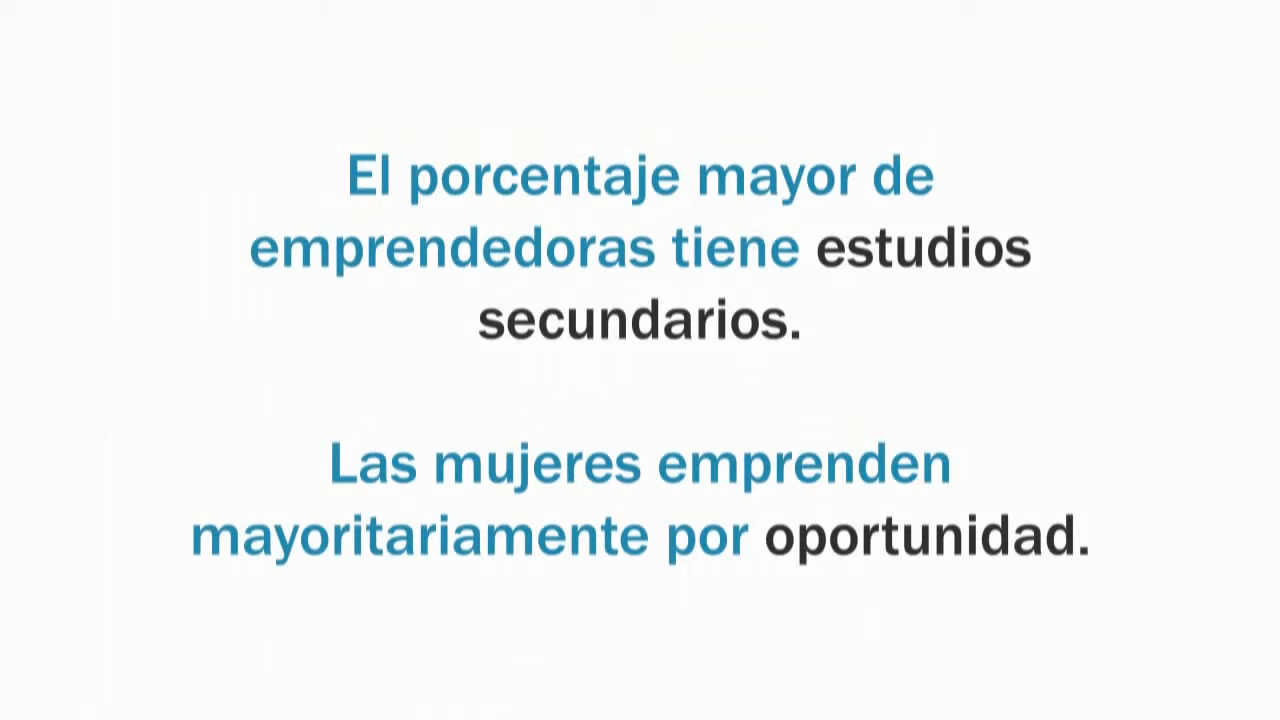 El porcentaje mayor de
emprendedoras tiene estudios
secundarios.
Las mujeres emprenden
mayoritariamente por oportunidad.